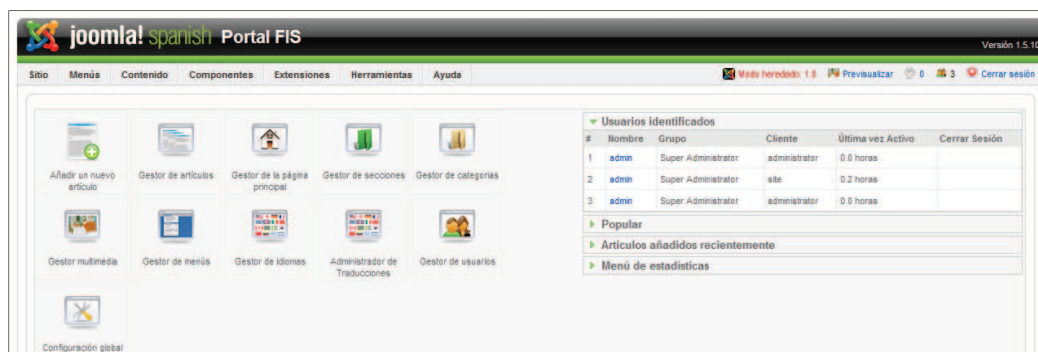 joomla! spanish Portal FIS
Versión 1.5.10
Sitio Menús Contenido Componentes Extensiones Herramientas Ayuda
Modo heredado: 1.0 Previsualizar 0 3 Cerrar sesión
Añadir un nuevo artículo
Gestor de artículos
Gestor de la página principal
Gestor de secciones
Gestor de categorías
Gestor multimedia
Gestor de menús
Gestor de idiomas
Administrador de Traducciones
Gestor de usuarios
Configuración global
Usuarios identificados
# Nombre Grupo Cliente Última vez Activo Cerrar Sesión
1 admin Super Administrator administrator 0.0 horas
2 admin Super Administrator site 0.2 horas
3 admin Super Administrator administrator 0.0 horas
Popular
Artículos añadidos recientemente
Menú de estadísticas